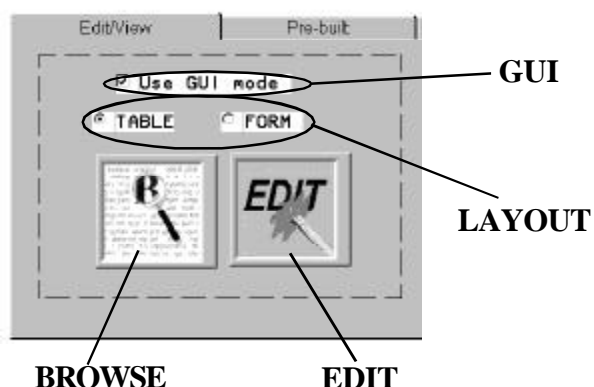 Edit/View Pre-built
Use GUI mode
GUI
TABLE FORM
LAYOUT
EDIT
BROWSE EDIT